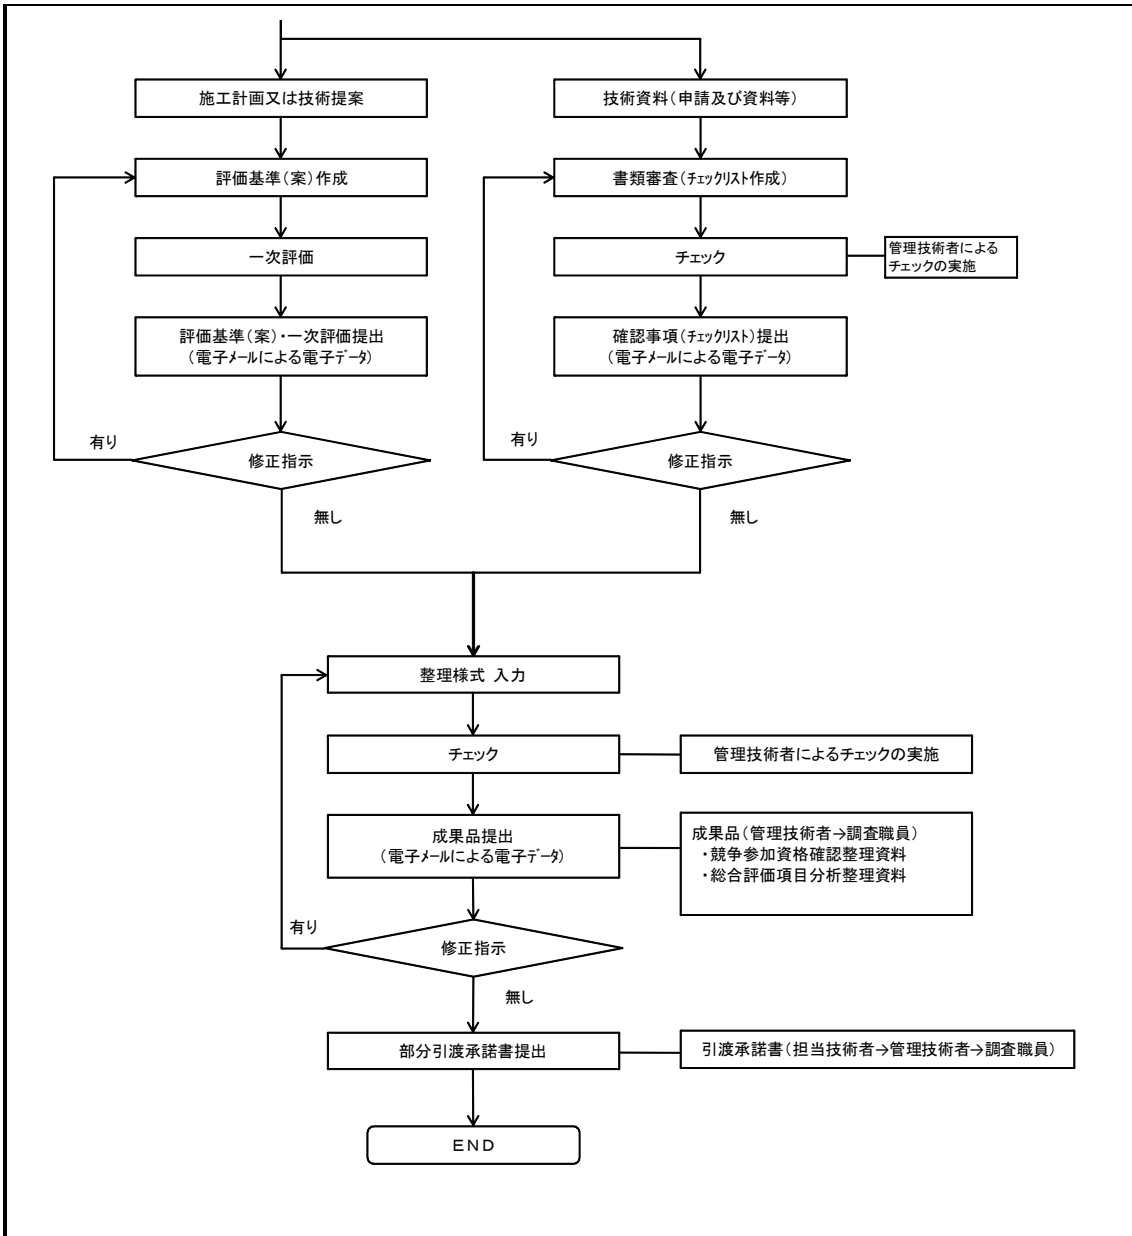 施工計画又は技術提案
技術資料（申請及び資料等）
評価基準（案）作成
書類審査（ﾁｪｯｸﾘｽﾄ作成）
一次評価
チェック
管理技術者による
チェックの実施
評価基準（案）・一次評価提出
（電子ﾒｰﾙによる電子ﾃﾞｰﾀ）
確認事項（ﾁｪｯｸﾘｽﾄ）提出
（電子ﾒｰﾙによる電子ﾃﾞｰﾀ）
有り
修正指示
有り
修正指示
無し
無し
整理様式 入力
チェック
管理技術者によるチェックの実施
成果品提出
（電子ﾒｰﾙによる電子ﾃﾞｰﾀ）
成果品（管理技術者→調査職員）
・競争参加資格確認整理資料
・総合評価項目分析整理資料
有り
修正指示
無し
部分引渡承諾書提出
引渡承諾書（担当技術者→管理技術者→調査職員）
ＥＮＤ